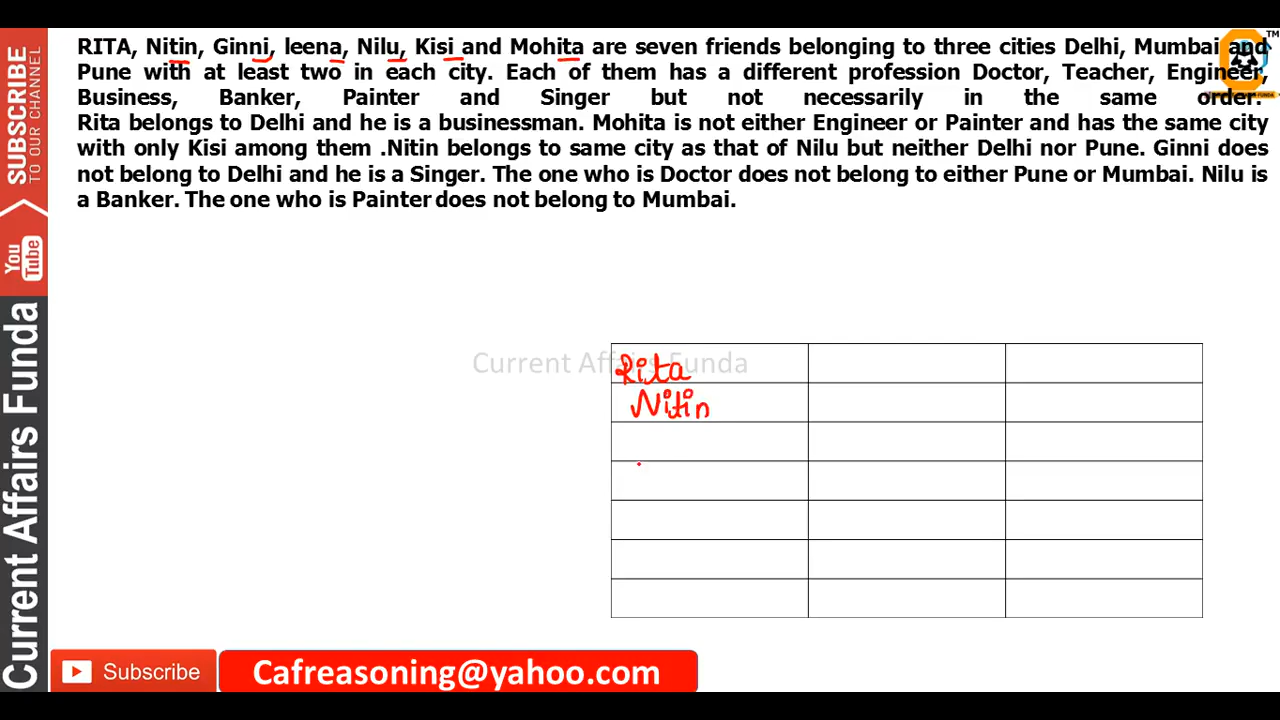 RITA, Nitin, Ginni, leena, Nilu, Kisi and Mohita are seven friends belonging to three cities Delhi, Mumbai and
Pune with at least two in each city. Each of them has a different profession Doctor, Teacher, Engineer,
Business, Banker, Painter and Singer but not necessarily in the same order.
Rita belongs to Delhi and he is a businessman. Mohita is not either Engineer or Painter and has the same city
with only Kisi among them .Nitin belongs to same city as that of Nilu but neither Delhi nor Pune. Ginni does
not belong to Delhi and he is a Singer. The one who is Doctor does not belong to either Pune or Mumbai. Nilu is
a Banker. The one who is Painter does not belong to Mumbai.
Current Affairs Funda
Rita
Nitin
SUBSCRIBE
TO OUR CHANNEL
You
Tube
Current Affairs Funda
Subscribe
Cafreasoning@yahoo.com
TM